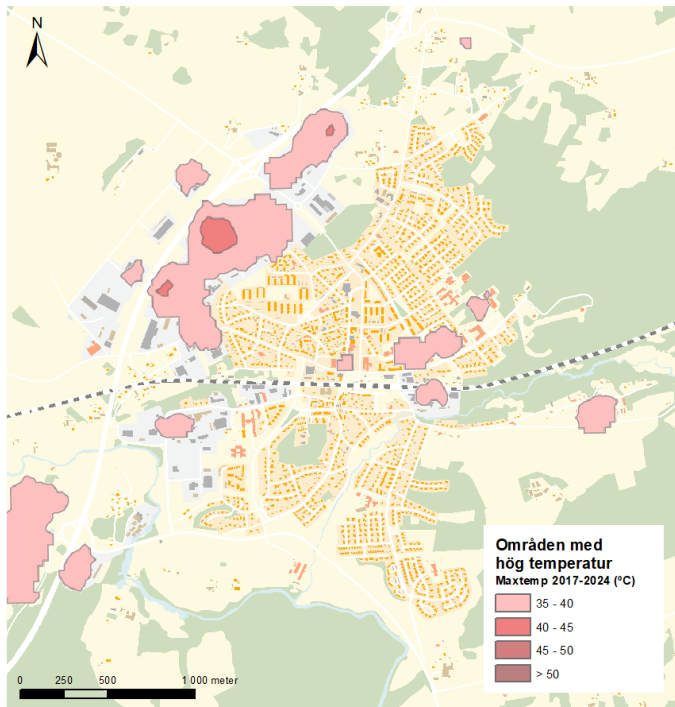 N
Områden med
hög temperatur
Maxtemp 2017-2024 (°C)
35 - 40
40 - 45
45 - 50
> 50
0 250 500 1 000 meter